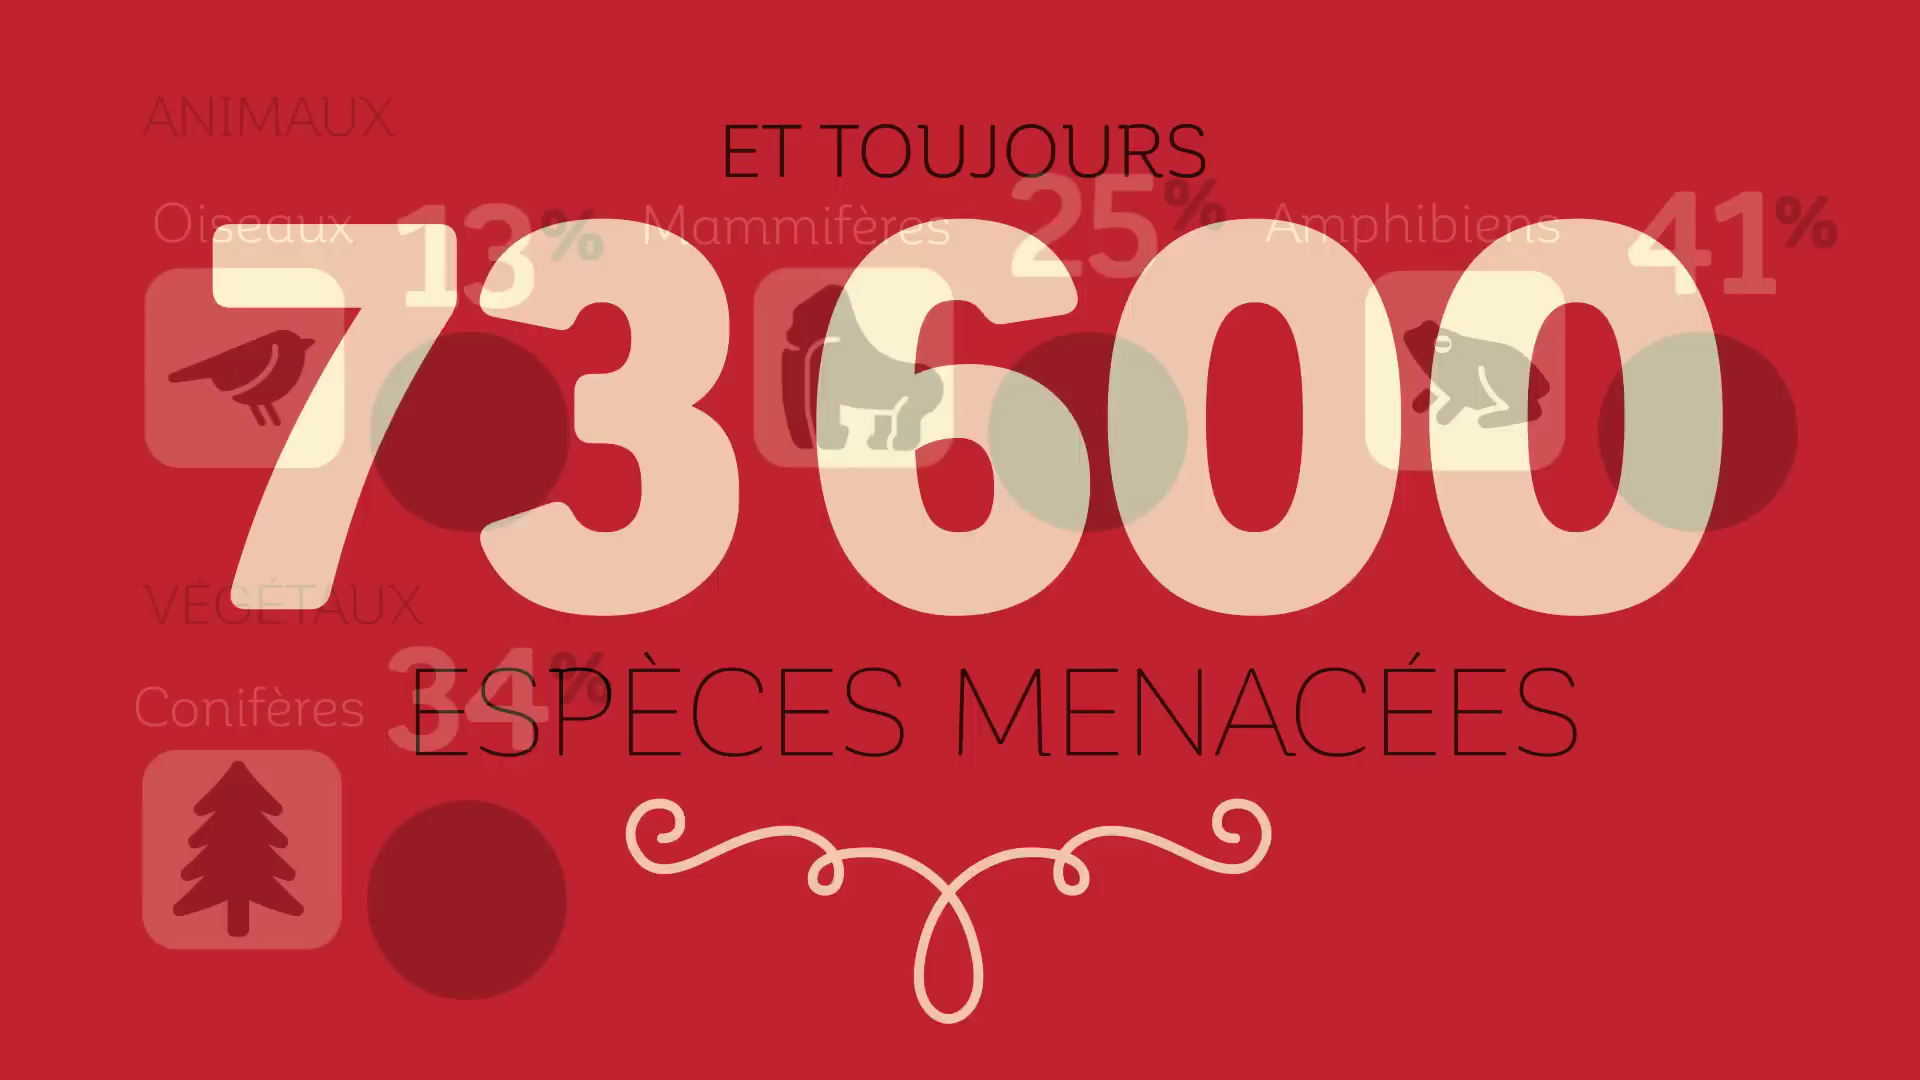 ET TOUJOURS
73 600
ESPÈCES MENACÉES
ANIMAUX
Oiseaux 13%
Mammifères 25%
Amphibiens 41%
VÉGÉTAUX
Conifères 34%